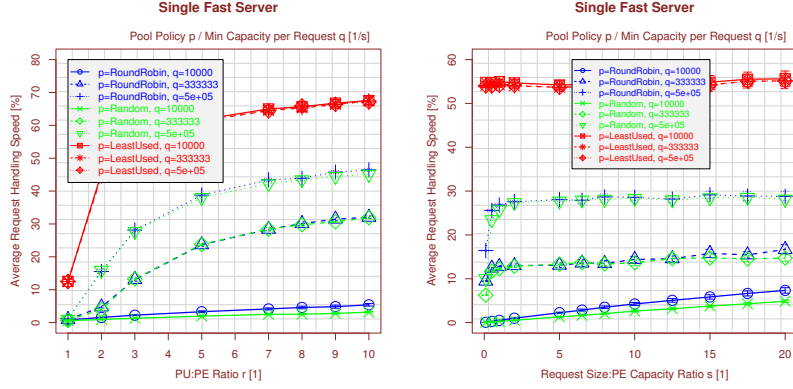 Single Fast Server
Pool Policy p / Min Capacity per Request q [1/s]
Average Request Handling Speed [%]
80
70
60
50
40
30
20
10
0
p=RoundRobin, q=10000
p=RoundRobin, q=333333
p=RoundRobin, q=5e+05
p=Random, q=10000
p=Random, q=333333
p=Random, q=5e+05
p=LeastUsed, q=10000
p=LeastUsed, q=333333
p=LeastUsed, q=5e+05
1 2 3 4 5 6 7 8 9 10
PU:PE Ratio r [1]
Single Fast Server
Pool Policy p / Min Capacity per Request q [1/s]
Average Request Handling Speed [%]
60
50
40
30
20
10
0
p=RoundRobin, q=10000
p=RoundRobin, q=333333
p=RoundRobin, q=5e+05
p=Random, q=10000
p=Random, q=333333
p=Random, q=5e+05
p=LeastUsed, q=10000
p=LeastUsed, q=333333
p=LeastUsed, q=5e+05
0 5 10 15 20
Request Size:PE Capacity Ratio s [1]